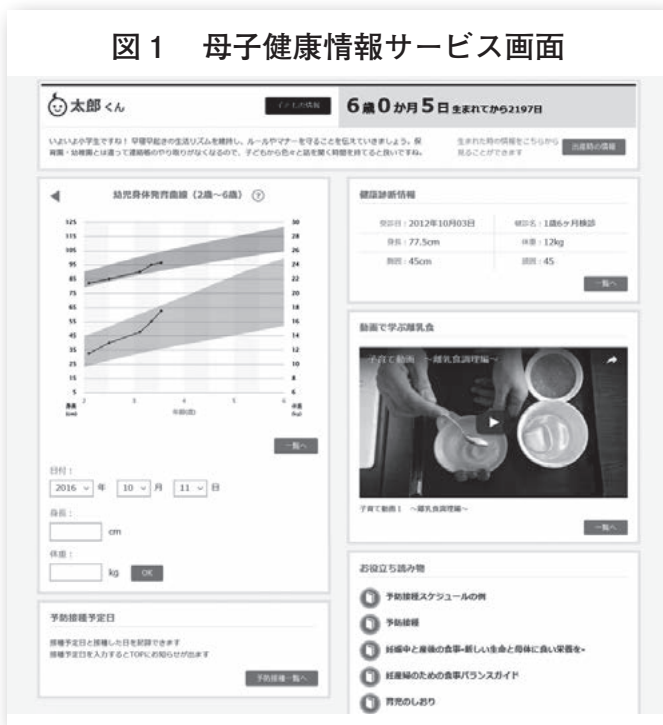 図1 母子健康情報サービス画面
太郎くん
子どもの情報
6歳0か月5日 生まれてから2197日
いよいよ小学生ですね！ 早寝早起きの生活リズムを維持し、ルールやマナーを守ることを伝えていきましょう。保
育園・幼稚園とは違って連絡帳のやり取りがなくなるので、子どもから色々と話を聞く時間を持てると良いですね。
生まれた時の情報をこちらから
見ることができます
出産時の情報
幼児身体発育曲線（2歳～6歳） ?
125 30
115 28
105 26
95 24
85 22
75 20
65 18
55 16
45 14
35 12
25 10
15 8
5 6
身長(cm) 2 3 4 5 6 体重(kg)
年齢(歳)
一覧へ
日付：
2016 年 10 月 11 日
身長：
cm
体重：
kg OK
予防接種予定日
接種予定日と接種した日を記録できます
接種予定日を入力するとTOPにお知らせが出ます
予防接種一覧へ
健康診断情報
受診日：2012年10月03日 健診名：1歳6ヶ月検診
身長：77.5cm 体重：12kg
胸囲：45cm 頭囲：45
一覧へ
動画で学ぶ離乳食
子育て動画 ～離乳食調理編～
子育て動画1 ～離乳食調理編～
一覧へ
お役立ち読み物
予防接種スケジュールの例
予防接種
妊娠中と産後の食事-新しい生命と母体に良い栄養を-
妊産婦のための食事バランスガイド
育児のしおり